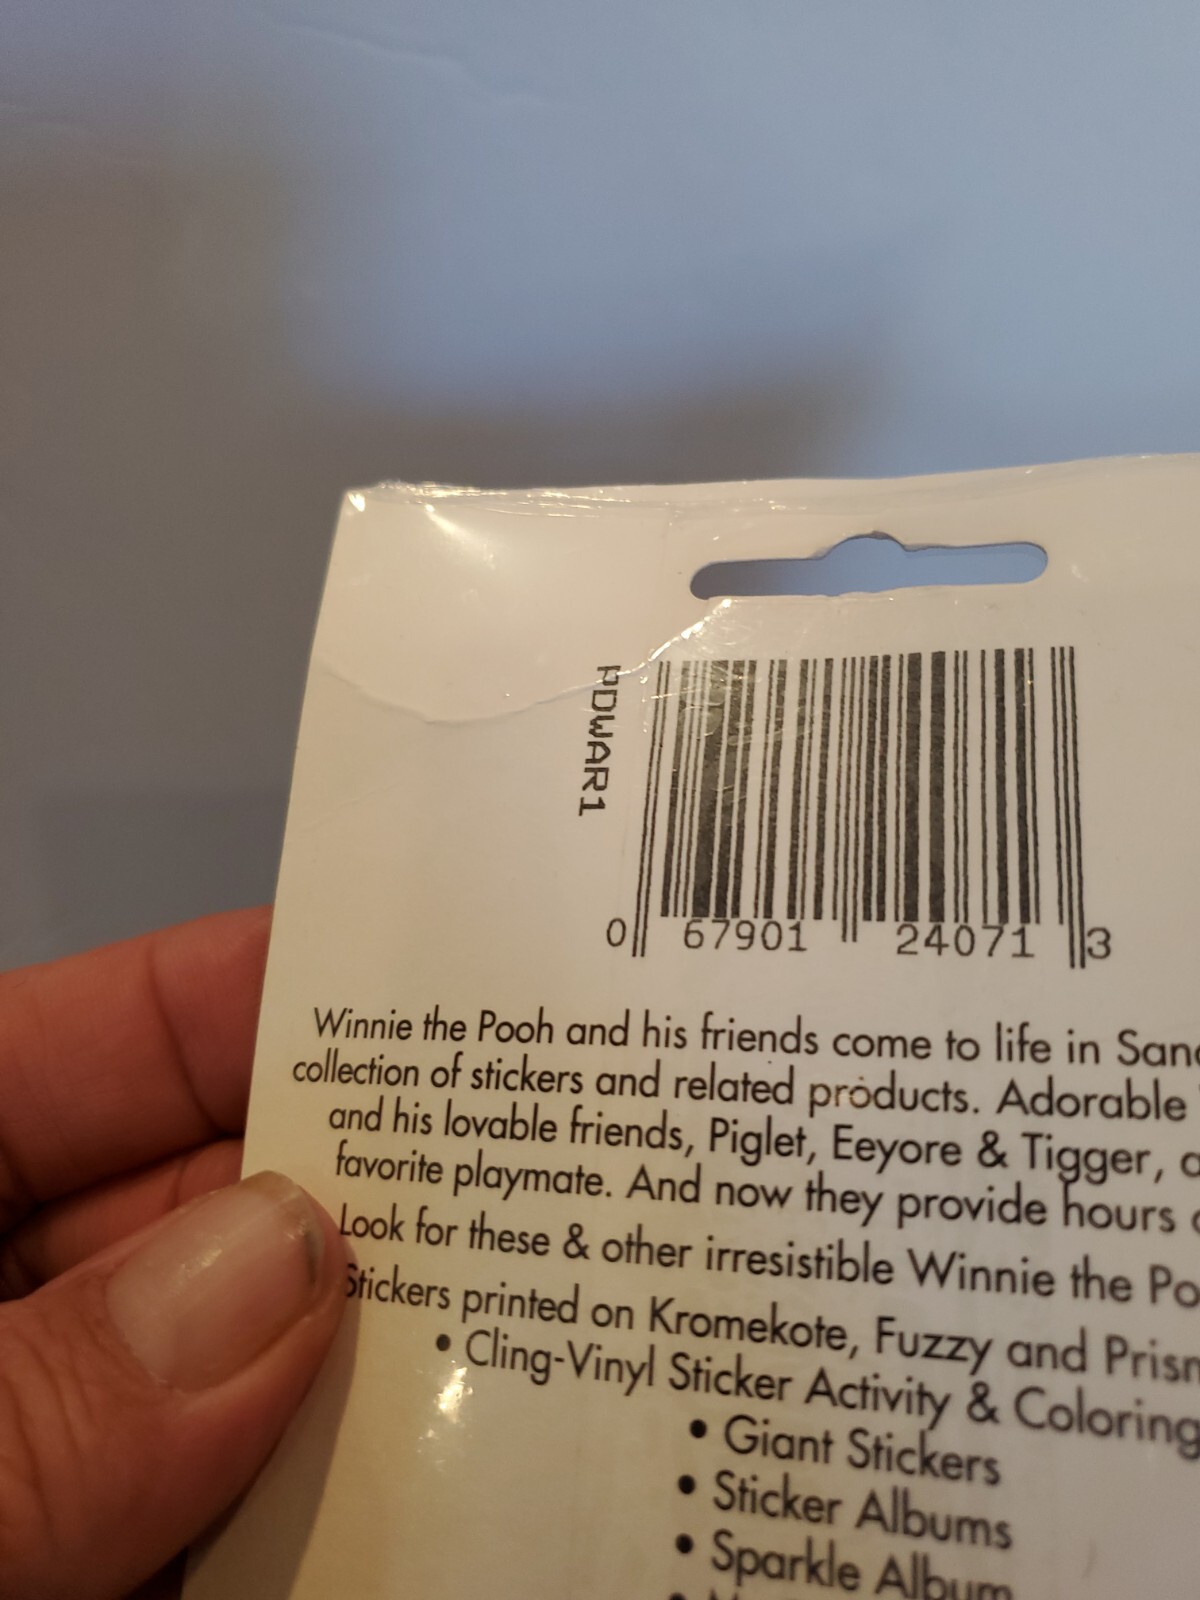 PDWAR1
0 67901 24071 3
Winnie the Pooh and his friends come to life in
collection of stickers and related products. Adorable
and his lovable friends, Piglet, Eeyore & Tigger,
favorite playmate. And now they provide hours
Look for these & other irresistible Winnie the
Stickers printed on Kromekote, Fuzzy and
• Cling-Vinyl Sticker Activity & Coloring
• Giant Stickers
• Sticker Albums
• Sparkle Album